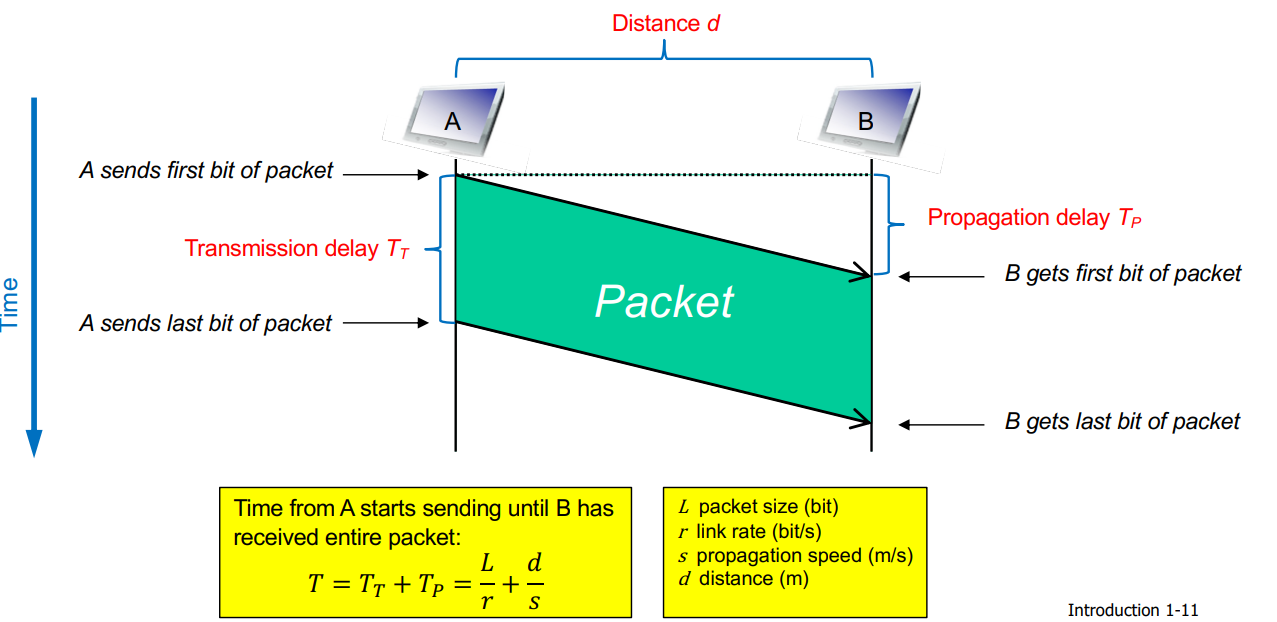 Distance d
A
B
A sends first bit of packet
Propagation delay T_P
Transmission delay T_T
B gets first bit of packet
Time
Packet
A sends last bit of packet
B gets last bit of packet
Time from A starts sending until B has
received entire packet:
T = T_T + T_P = L/r + d/s
L packet size (bit)
r link rate (bit/s)
s propagation speed (m/s)
d distance (m)
Introduction 1-11